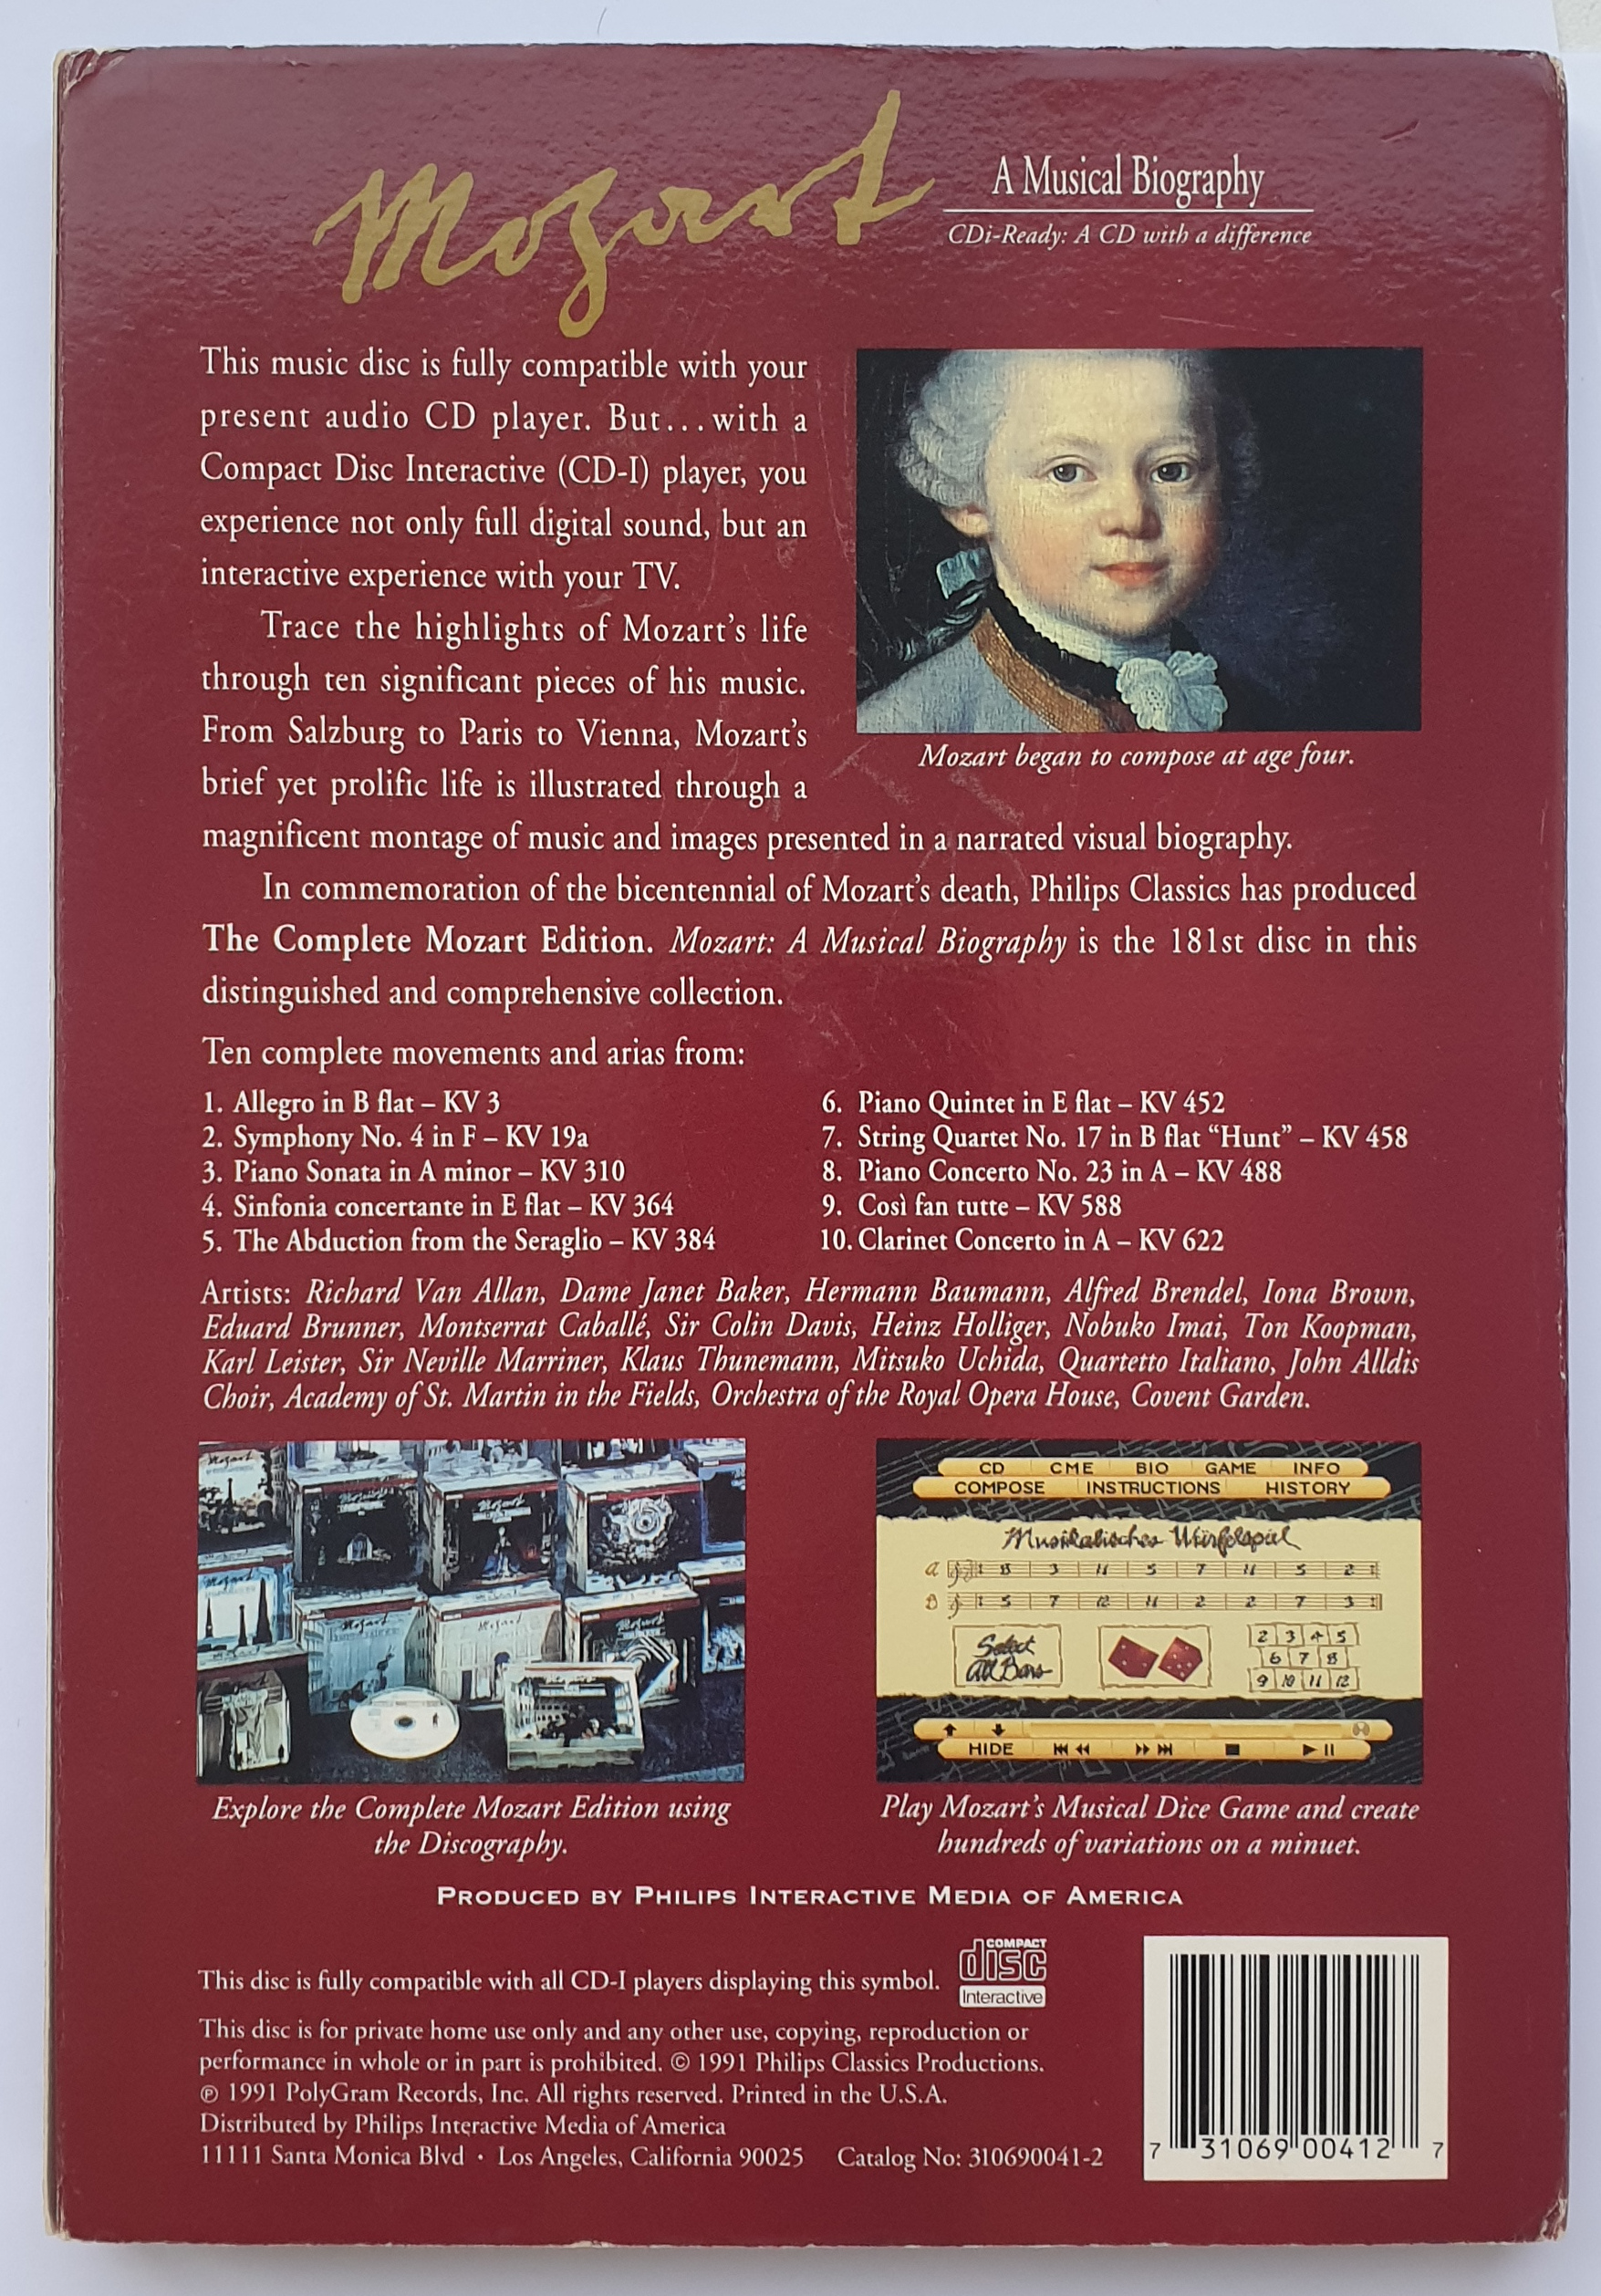 Mozart
A Musical Biography
CDi-Ready: A CD with a difference
This music disc is fully compatible with your
present audio CD player. But...with a
Compact Disc Interactive (CD-I) player, you
experience not only full digital sound, but an
interactive experience with your TV.
Trace the highlights of Mozart's life
through ten significant pieces of his music.
From Salzburg to Paris to Vienna, Mozart's
brief yet prolific life is illustrated through a
magnificent montage of music and images presented in a narrated visual biography.
Mozart began to compose at age four.
In commemoration of the bicentennial of Mozart's death, Philips Classics has produced
The Complete Mozart Edition. Mozart: A Musical Biography is the 181st disc in this
distinguished and comprehensive collection.
Ten complete movements and arias from:
1. Allegro in B flat – KV 3
2. Symphony No. 4 in F – KV 19a
3. Piano Sonata in A minor – KV 310
4. Sinfonia concertante in E flat – KV 364
5. The Abduction from the Seraglio – KV 384
6. Piano Quintet in E flat – KV 452
7. String Quartet No. 17 in B flat “Hunt” – KV 458
8. Piano Concerto No. 23 in A – KV 488
9. Così fan tutte – KV 588
10. Clarinet Concerto in A – KV 622
Artists: Richard Van Allan, Dame Janet Baker, Hermann Baumann, Alfred Brendel, Iona Brown,
Eduard Brunner, Montserrat Caballé, Sir Colin Davis, Heinz Holliger, Nobuko Imai, Ton Koopman,
Karl Leister, Sir Neville Marriner, Klaus Thunemann, Mitsuko Uchida, Quartetto Italiano, John Alldis
Choir, Academy of St. Martin in the Fields, Orchestra of the Royal Opera House, Covent Garden.
Mozart
Mozart
Mozart
Mozart
Mozart
Mozart
Explore the Complete Mozart Edition using
the Discography.
CD CME BIO GAME INFO
COMPOSE INSTRUCTIONS HISTORY
Musikalisches Würfelspiel
A 8 3 11 5 7 11 5 2
B 5 7 12 11 2 2 7 3
Select
All Bars
2 3 4 5
6 7 8
9 10 11 12
HIDE
Play Mozart's Musical Dice Game and create
hundreds of variations on a minuet.
PRODUCED BY PHILIPS INTERACTIVE MEDIA OF AMERICA
This disc is fully compatible with all CD-I players displaying this symbol.
COMPACT
disc
Interactive
This disc is for private home use only and any other use, copying, reproduction or
performance in whole or in part is prohibited. © 1991 Philips Classics Productions.
℗ 1991 PolyGram Records, Inc. All rights reserved. Printed in the U.S.A.
Distributed by Philips Interactive Media of America
11111 Santa Monica Blvd · Los Angeles, California 90025 Catalog No: 310690041-2
7 31069 00412 7